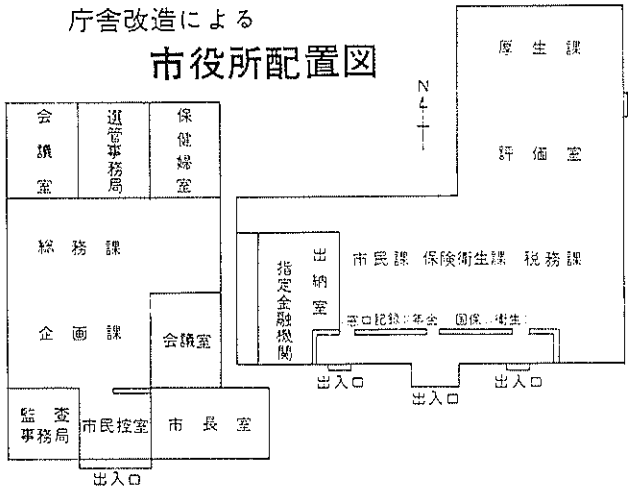 庁舎改造による
市役所配置図
N
厚生課
評価室
会議室
選管事務局
保健婦室
総務課
企画課
会議室
監査
事務局
市民控室
市長室
出入口
出納室
指定金融機関
市民課 保険衛生課 税務課
窓口記録 年金 国保 衛生
出入口
出入口
出入口